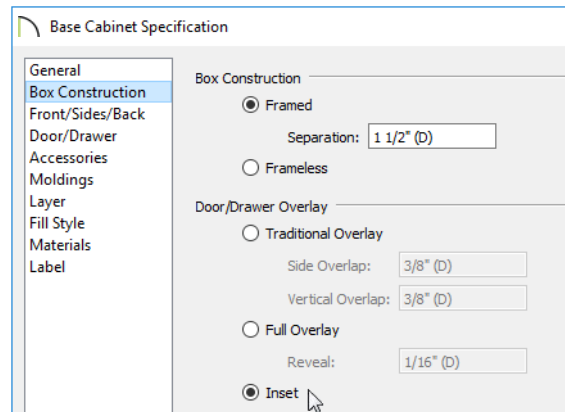 Base Cabinet Specification
General
Box Construction
Front/Sides/Back
Door/Drawer
Accessories
Moldings
Layer
Fill Style
Materials
Label
Box Construction
Framed
Separation: 1 1/2" (D)
Frameless
Door/Drawer Overlay
Traditional Overlay
Side Overlap: 3/8" (D)
Vertical Overlap: 3/8" (D)
Full Overlay
Reveal: 1/16" (D)
Inset